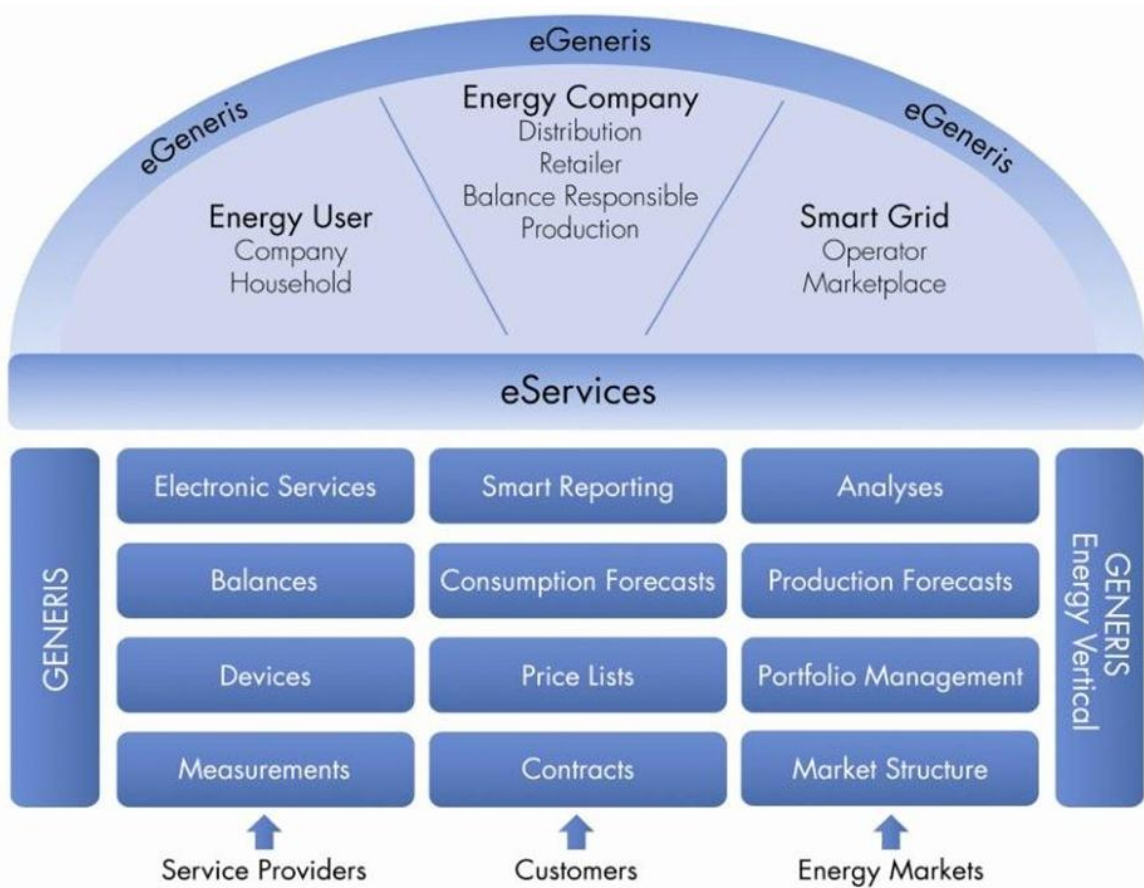 eGeneris
eGeneris
eGeneris
Energy User
Company
Household
Energy Company
Distribution
Retailer
Balance Responsible
Production
Smart Grid
Operator
Marketplace
eServices
GENERIS
Electronic Services
Smart Reporting
Analyses
Balances
Consumption Forecasts
Production Forecasts
Devices
Price Lists
Portfolio Management
Measurements
Contracts
Market Structure
GENERIS
Energy Vertical
Service Providers
Customers
Energy Markets